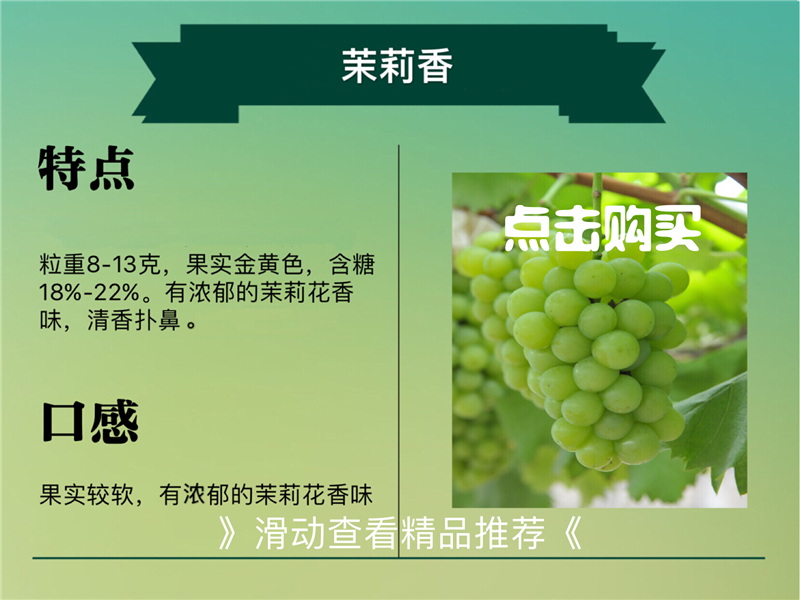 茉莉香
特点
粒重8-13克，果实金黄色，含糖
18%-22%。有浓郁的茉莉花香
味，清香扑鼻。
口感
果实较软，有浓郁的茉莉花香味
点击购买
》滑动查看精品推荐《